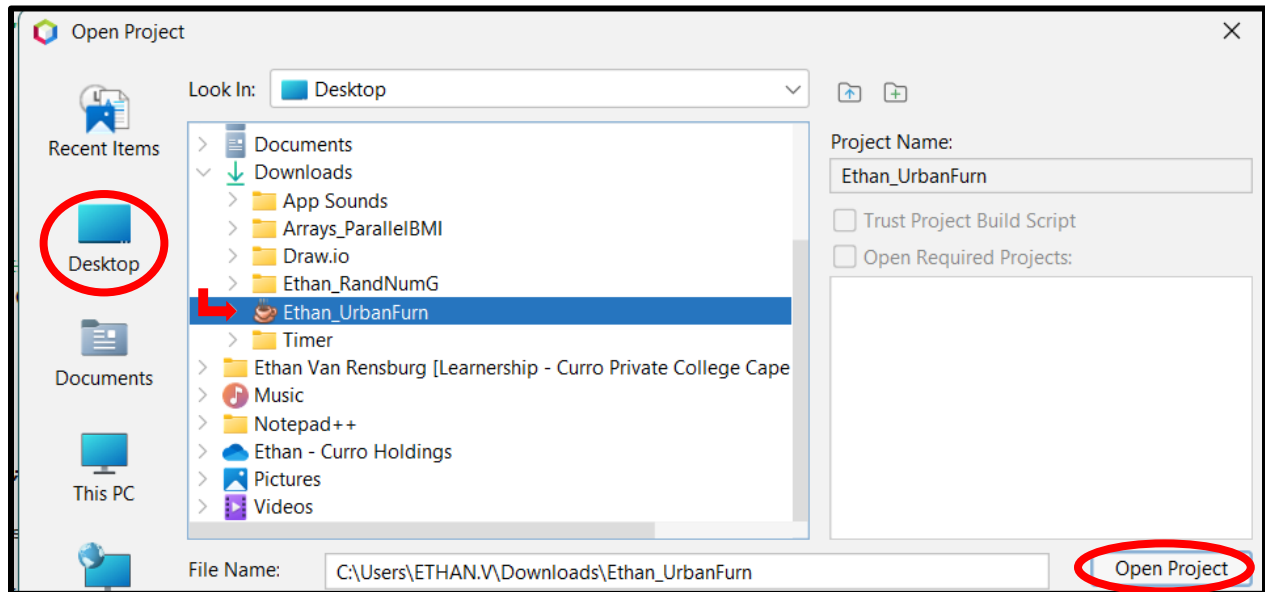 Open Project
Look In:
Desktop
Recent Items
Desktop
Documents
This PC
Documents
Downloads
App Sounds
Arrays_ParallelBMI
Draw.io
Ethan_RandNumG
Ethan_UrbanFurn
Timer
Ethan Van Rensburg [Learnership - Curro Private College Cape
Music
Notepad++
Ethan - Curro Holdings
Pictures
Videos
Project Name:
Ethan_UrbanFurn
Trust Project Build Script
Open Required Projects:
File Name:
C:\Users\ETHAN.V\Downloads\Ethan_UrbanFurn
Open Project